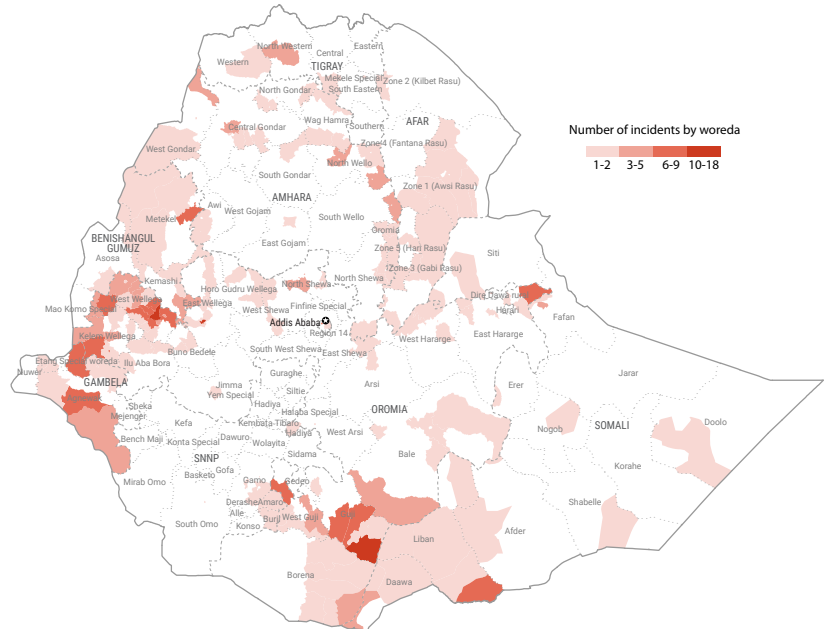 North Western
Central
Eastern
Western
TIGRAY
Mekele Special
Zone 2 (Kilbet Rasu)
North Gondar
South Eastern
Wag Hamra
AFAR
Central Gondar
Southern
Number of incidents by woreda
1-2
3-5
6-9
10-18
West Gondar
Zone 4 (Fantana Rasu)
North Wello
South Gondar
Zone 1 (Awsi Rasu)
AMHARA
Awi
West Gojam
Metekel
South Wello
Oromia
BENISHANGUL
GUMUZ
East Gojam
Zone 5 (Hari Rasu)
Siti
Asosa
Zone 3 (Gabi Rasu)
Kemashi
Horo Gudru Wellega
North Shewa
North Shewa
West Wellega
East Wellega
Dire Dawa
Mao Komo Special
West Shewa
Finfine Special
Fafan
Addis Ababa
Region 14
Kelem Wellega
West Hararge
East Hararge
Buno Bedele
South West Shewa
East Shewa
Etang Special woreda
Ilu Aba Bora
Nuwer
Guraghe
Jarar
GAMBELA
Jimma
Arsi
Erer
Yem Special
Siltie
Sheka
Hadiya
OROMIA
Mejenger
Halaba Special
Doolo
Kefa
Kembata Tibaro
SOMALI
Hadiya
West Arsi
Nogob
Bench Maji
Konta Special
Dawuro
Wolayita
SNNP
Sidama
Bale
Korahe
Gofa
Basketo
Mirab Omo
Gamo
Gedeo
Shabelle
Derashe
Amaro
Alle
Burji
West Guji
South Omo
Konso
Afder
Liban
Borena
Daawa